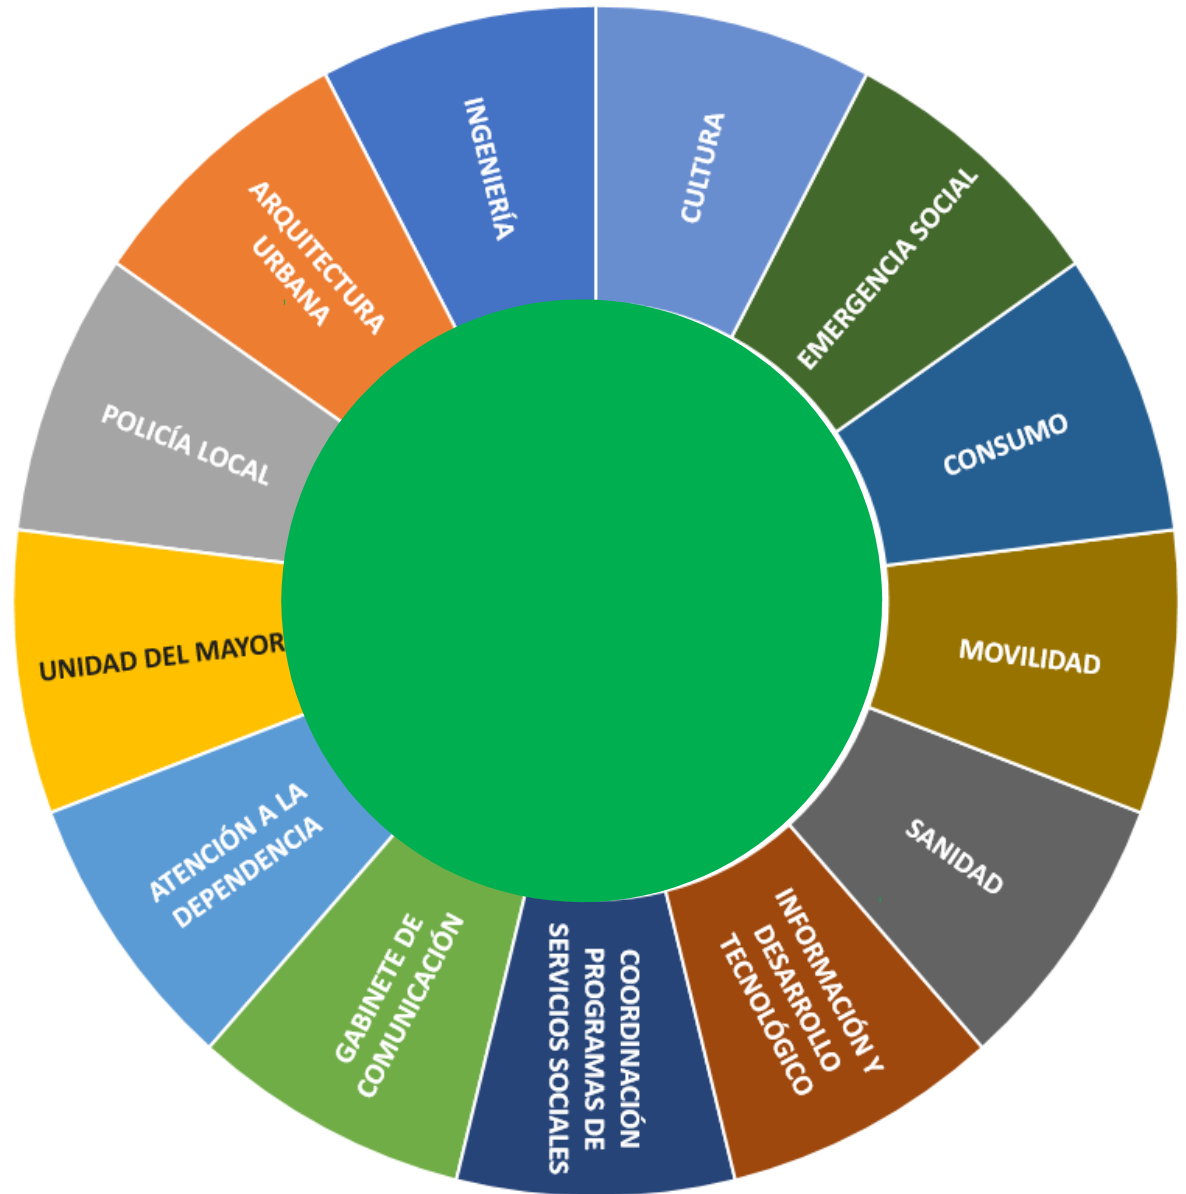 CULTURA
EMERGENCIA SOCIAL
CONSUMO
MOVILIDAD
SANIDAD
INFORMACIÓN Y
DESARROLLO
TECNOLÓGICO
COORDINACIÓN
PROGRAMAS DE
SERVICIOS SOCIALES
GABINETE DE
COMUNICACIÓN
ATENCIÓN A LA
DEPENDENCIA
UNIDAD DEL MAYOR
POLICÍA LOCAL
ARQUITECTURA
URBANA
INGENIERÍA